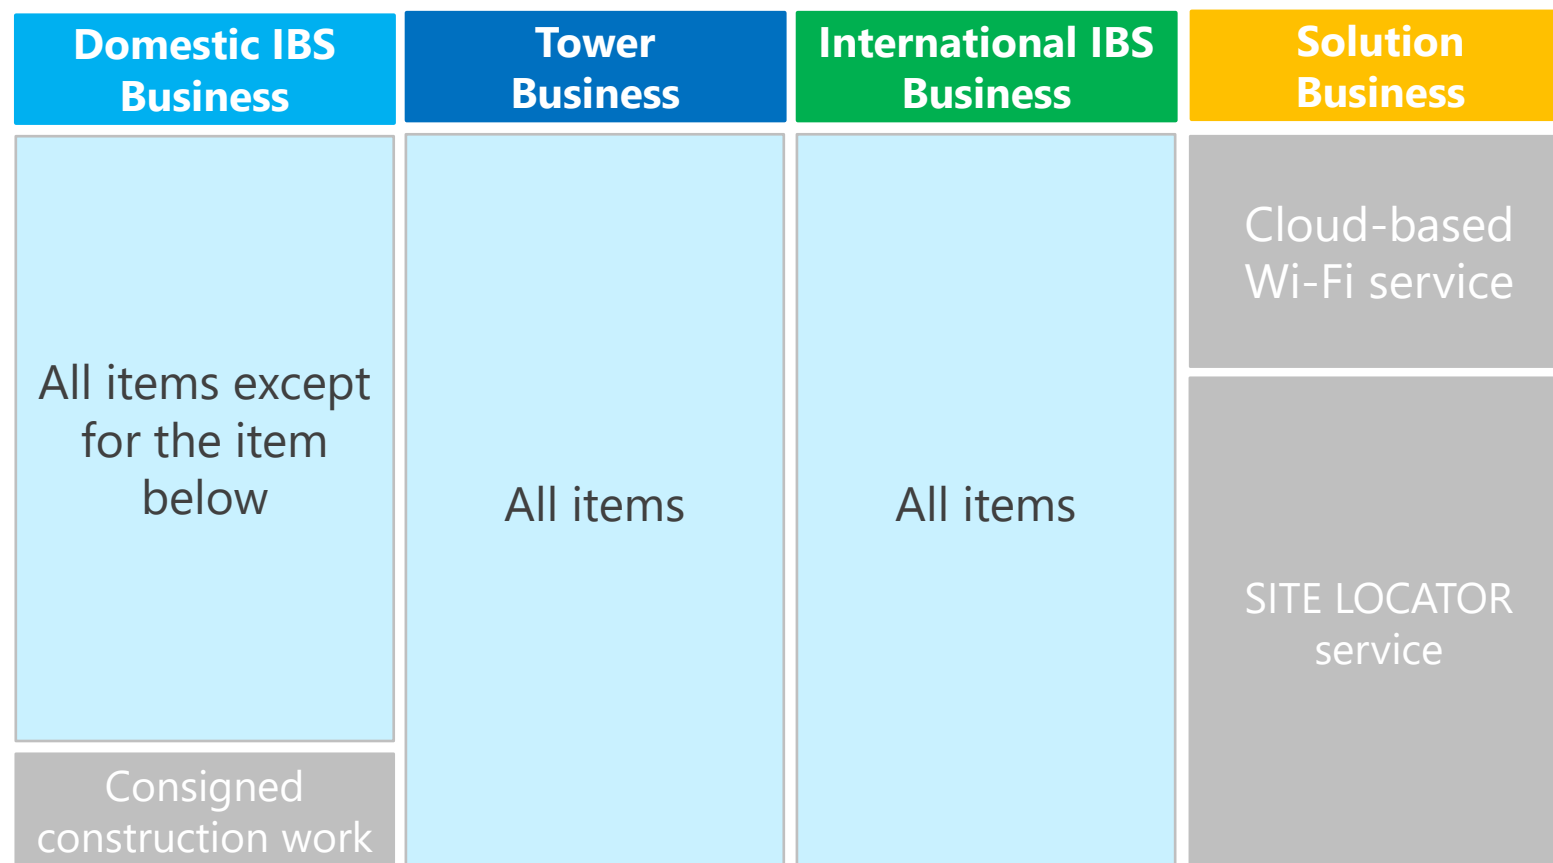 Domestic IBS
Business
Tower
Business
International IBS
Business
Solution
Business
All items except
for the item
below
Consigned
construction work
All items
All items
Cloud-based
Wi-Fi service
SITE LOCATOR
service